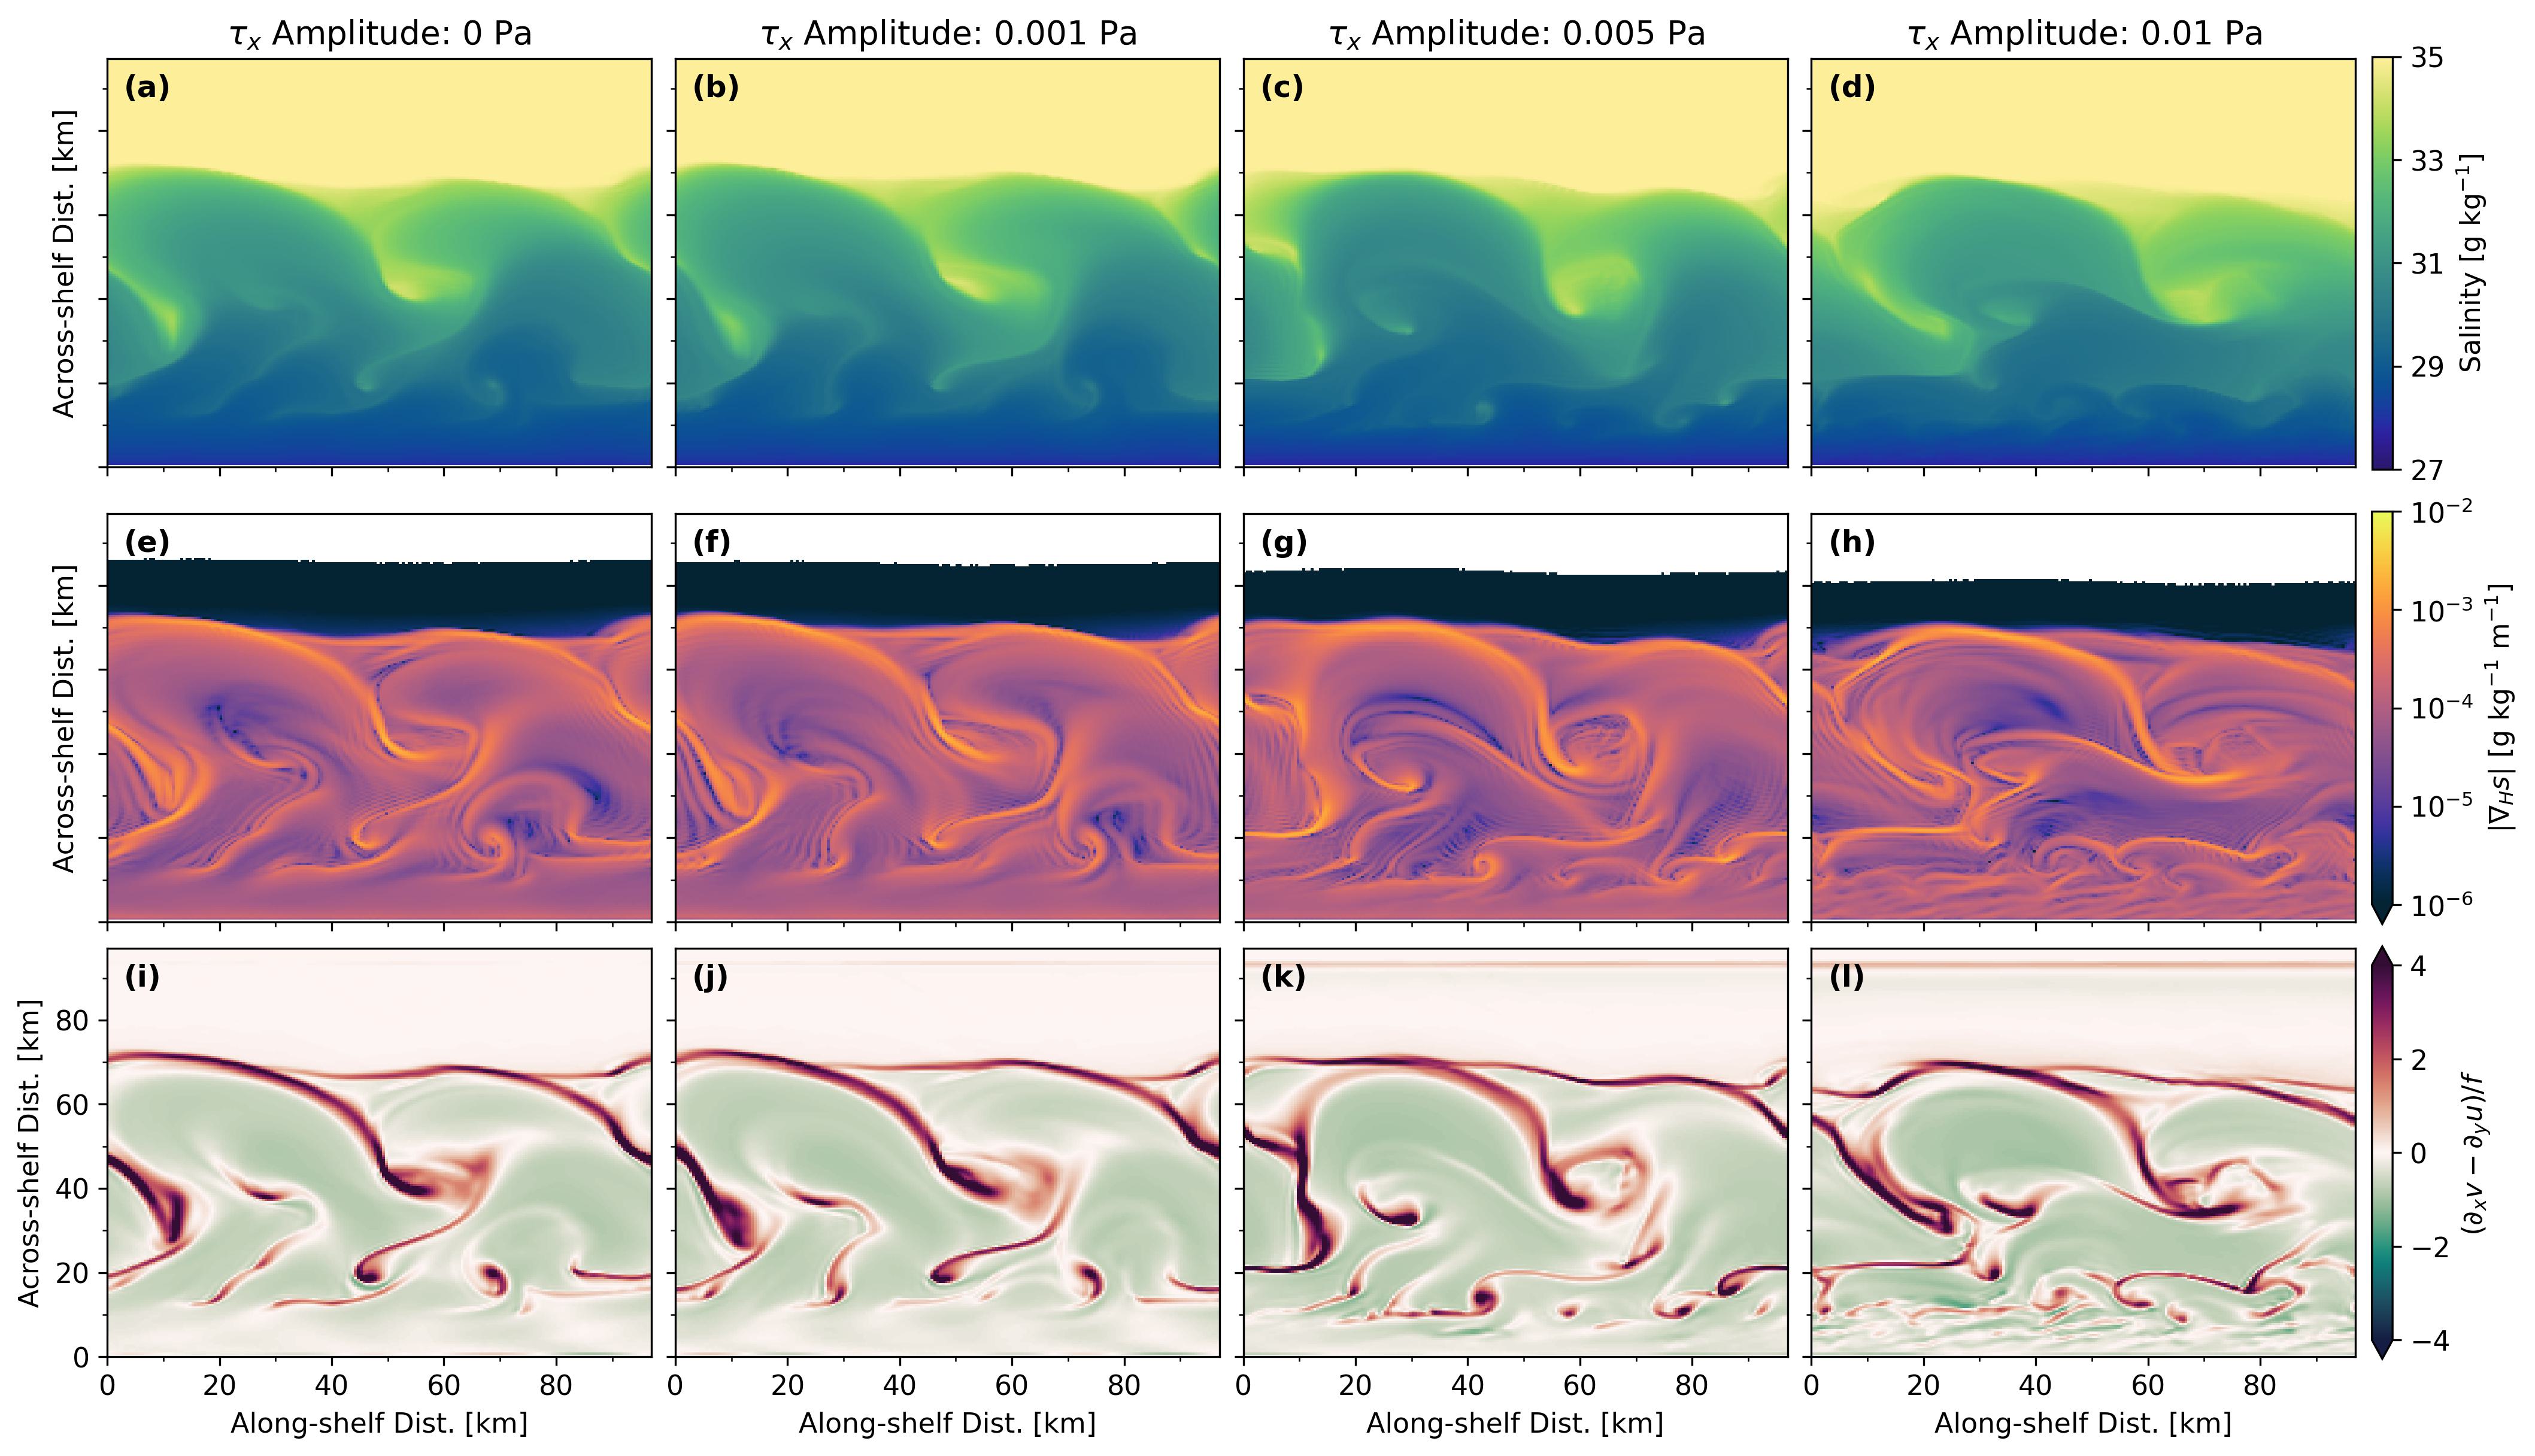 τx Amplitude: 0 Pa
τx Amplitude: 0.001 Pa
τx Amplitude: 0.005 Pa
τx Amplitude: 0.01 Pa
(a)
(b)
(c)
(d)
Across-shelf Dist. [km]
35
33
31
29
27
Salinity [g kg⁻¹]
(e)
(f)
(g)
(h)
Across-shelf Dist. [km]
10⁻²
10⁻³
10⁻⁴
10⁻⁵
10⁻⁶
|∇Hs| [g kg⁻¹ m⁻¹]
(i)
(j)
(k)
(l)
Across-shelf Dist. [km]
80
60
40
20
0
4
2
0
−2
−4
(∂xv − ∂yu)/f
0 20 40 60 80
0 20 40 60 80
0 20 40 60 80
0 20 40 60 80
Along-shelf Dist. [km]
Along-shelf Dist. [km]
Along-shelf Dist. [km]
Along-shelf Dist. [km]